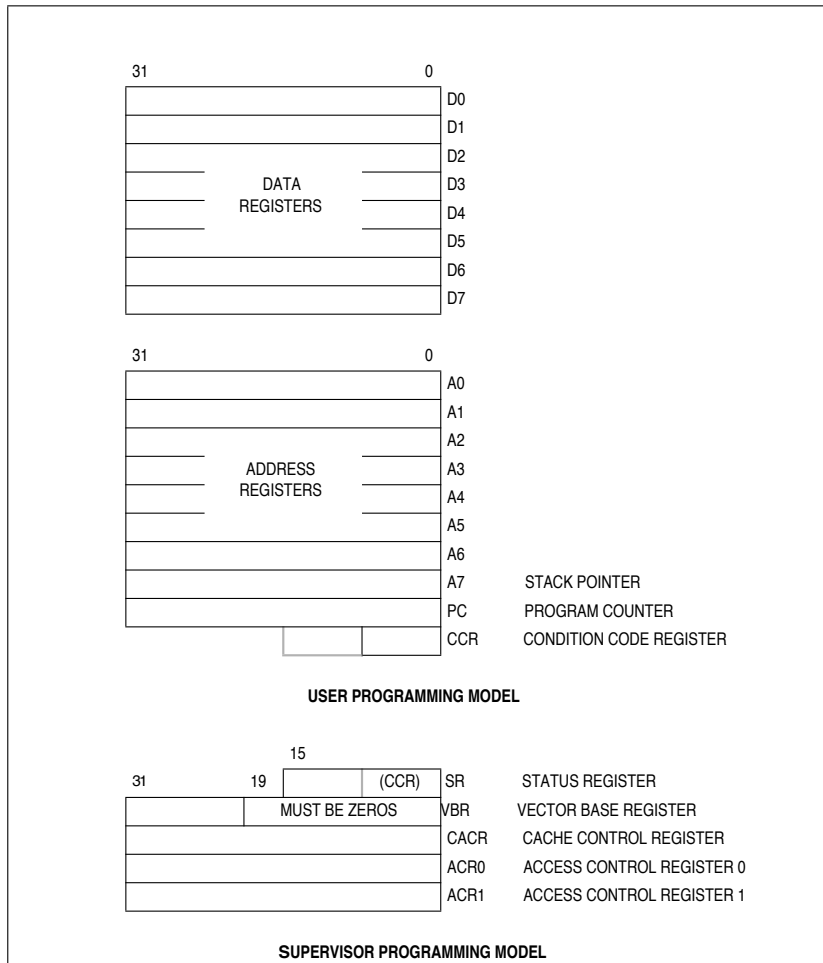 31 0
D0
D1
D2
DATA D3
REGISTERS
D4
D5
D6
D7
31 0
A0
A1
A2
ADDRESS A3
REGISTERS
A4
A5
A6
A7 STACK POINTER
PC PROGRAM COUNTER
CCR CONDITION CODE REGISTER
USER PROGRAMMING MODEL
15
31 19 (CCR) SR STATUS REGISTER
MUST BE ZEROS VBR VECTOR BASE REGISTER
CACR CACHE CONTROL REGISTER
ACR0 ACCESS CONTROL REGISTER 0
ACR1 ACCESS CONTROL REGISTER 1
SUPERVISOR PROGRAMMING MODEL